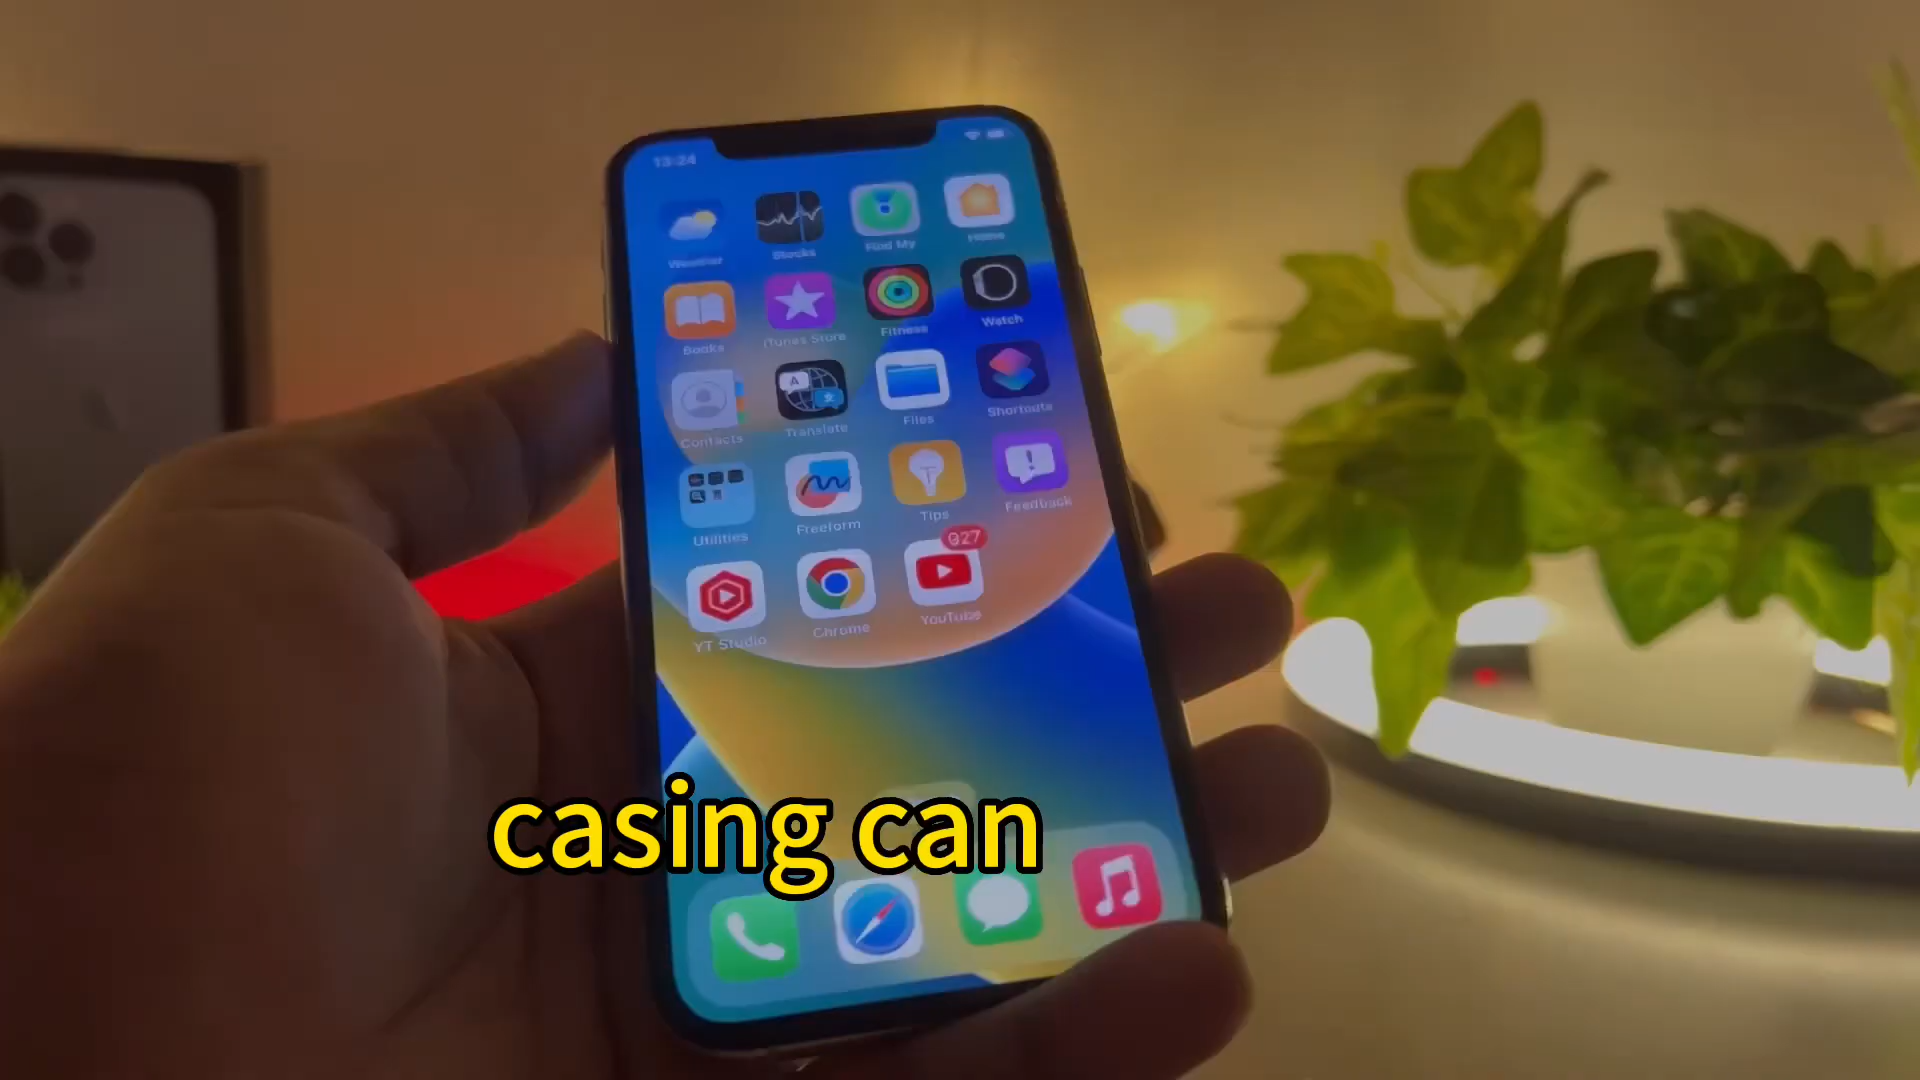 13:24
Weather
Stocks
Find My
Home
Books
iTunes Store
Fitness
Watch
Contacts
Translate
Files
Shortcuts
Utilities
Freeform
Tips
Feedback
927
YT Studio
Chrome
YouTube
casing can